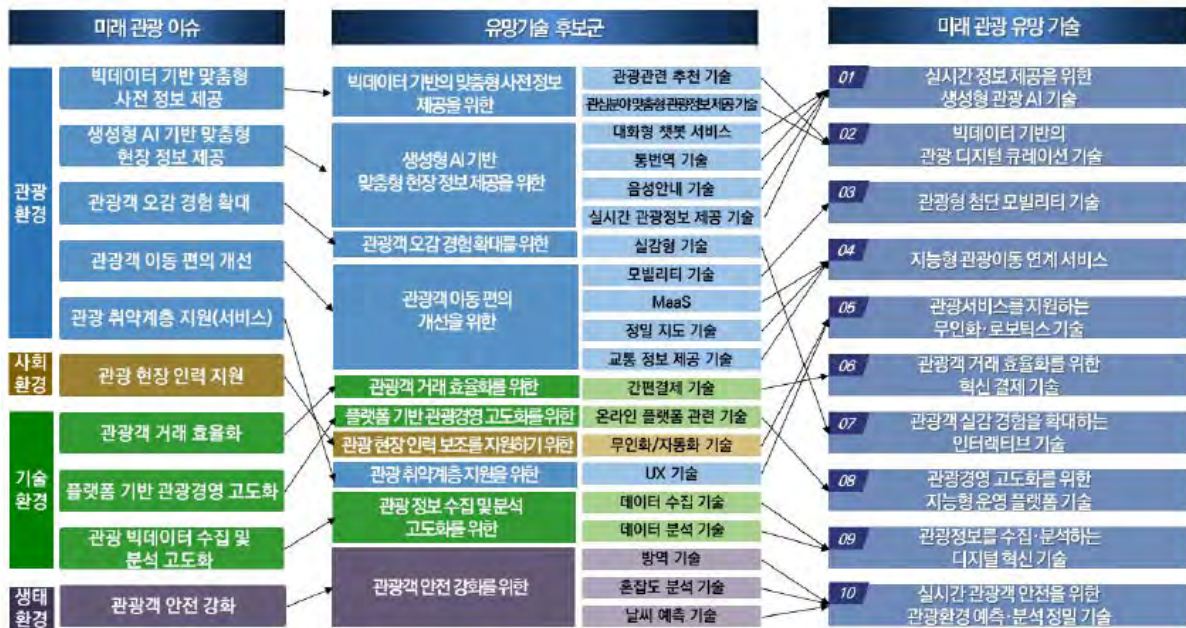 미래 관광 이슈
관광
환경
빅데이터 기반 맞춤형
사전 정보 제공
생성형 AI 기반 맞춤형
현장 정보 제공
관광객 오감 경험 확대
관광객 이동 편의 개선
관광 취약계층 지원(서비스)
사회
환경
관광 현장 인력 지원
기술
환경
관광객 거래 효율화
플랫폼 기반 관광경영 고도화
관광 빅데이터 수집 및
분석 고도화
생태
환경
관광객 안전 강화
유망기술 후보군
빅데이터 기반의 맞춤형 사전 정보
제공을 위한
관광관련 추천 기술
관심분야 맞춤형 관광정보 제공 기술
생성형 AI 기반
맞춤형 현장 정보 제공을 위한
대화형 챗봇 서비스
통번역 기술
음성안내 기술
실시간 관광정보 제공 기술
관광객 오감 경험 확대를 위한
실감형 기술
관광객 이동 편의
개선을 위한
모빌리티 기술
MaaS
정밀 지도 기술
교통 정보 제공 기술
관광객 거래 효율화를 위한
간편결제 기술
플랫폼 기반 관광경영 고도화를 위한
온라인 플랫폼 관련 기술
관광 현장 인력 보조를 지원하기 위한
무인화/자동화 기술
관광 취약계층 지원을 위한
UX 기술
관광 정보 수집 및 분석
고도화를 위한
데이터 수집 기술
데이터 분석 기술
관광객 안전 강화를 위한
방역 기술
혼잡도 분석 기술
날씨 예측 기술
미래 관광 유망 기술
01
실시간 정보 제공을 위한
생성형 관광 AI 기술
02
빅데이터 기반의
관광 디지털 큐레이션 기술
03
관광형 첨단 모빌리티 기술
04
지능형 관광이동 연계 서비스
05
관광서비스를 지원하는
무인화·로보틱스 기술
06
관광객 거래 효율화를 위한
혁신 결제 기술
07
관광객 실감 경험을 확대하는
인터랙티브 기술
08
관광경영 고도화를 위한
지능형 운영 플랫폼 기술
09
관광정보를 수집·분석하는
디지털 혁신 기술
10
실시간 관광객 안전을 위한
관광환경 예측·분석 정밀 기술